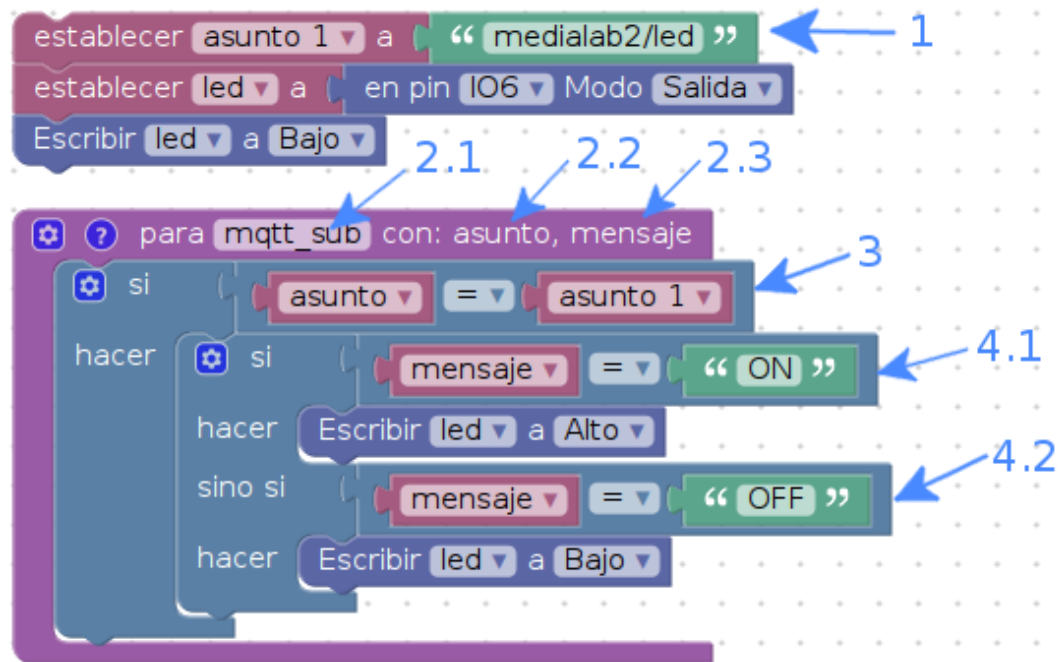 establecer asunto 1 ▾ a “ medialab2/led ” 1
establecer led ▾ a en pin IO6 ▾ Modo Salida ▾
Escribir led ▾ a Bajo ▾
2.1 2.2 2.3
? para mqtt_sub con: asunto, mensaje
3
si asunto ▾ = ▾ asunto 1 ▾
hacer si mensaje ▾ = ▾ “ ON ” 4.1
hacer Escribir led ▾ a Alto ▾
sino si mensaje ▾ = ▾ “ OFF ” 4.2
hacer Escribir led ▾ a Bajo ▾